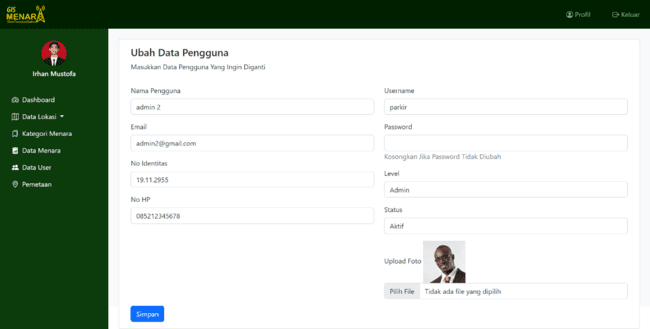 GIS
MENARA
Profil
Keluar
Irhan Mustofa
Dashboard
Data Lokasi
Kategori Menara
Data Menara
Data User
Pemetaan
Ubah Data Pengguna
Masukkan Data Pengguna Yang Ingin Diganti
Nama Pengguna
admin 2
Email
admin2@gmail.com
No Identitas
19.11.2955
No HP
085212345678
Username
parkir
Password
Kosongkan Jika Password Tidak Diubah
Level
Admin
Status
Aktif
Upload Foto
Pilih File Tidak ada file yang dipilih
Simpan